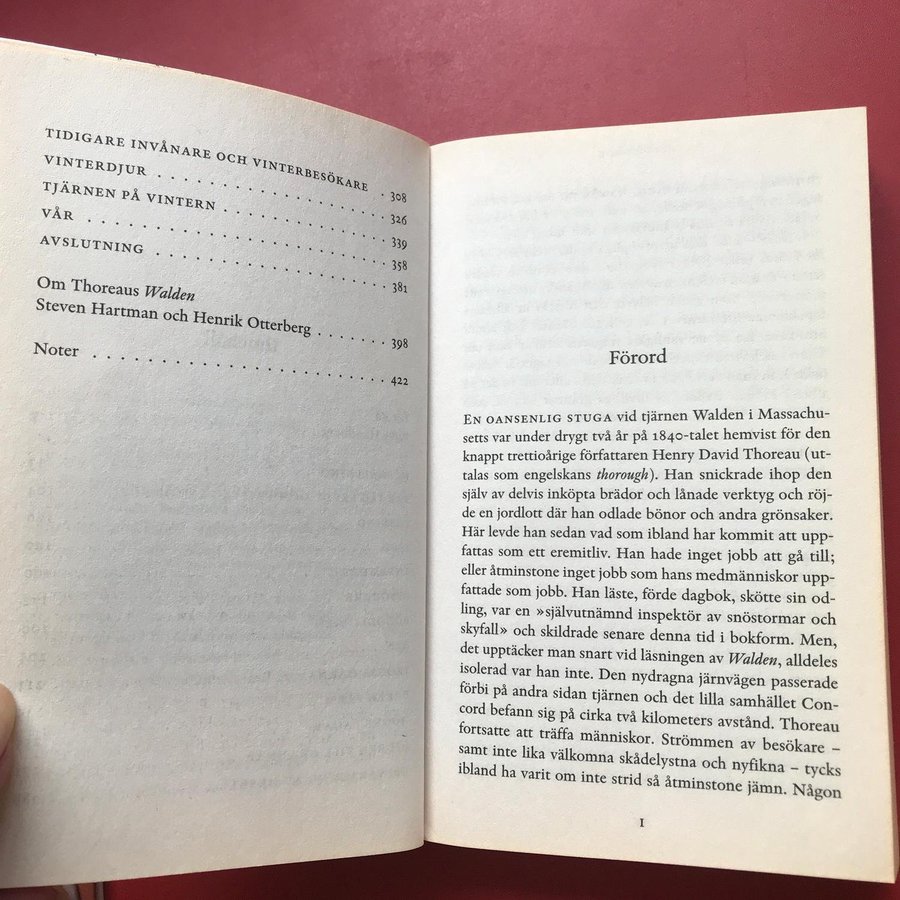 TIDIGARE INVÅNARE OCH VINTERBESÖKARE . 308
VINTERDJUR . . . . . . . . . . . . . . . . . . . . 326
TJÄRNEN PÅ VINTERN . . . . . . . . . . . . . . 339
VÅR . . . . . . . . . . . . . . . . . . . . . . . . . . 358
AVSLUTNING . . . . . . . . . . . . . . . . . . . . 381
Om Thoreaus Walden
Steven Hartman och Henrik Otterberg . . . . . . . 398
Noter . . . . . . . . . . . . . . . . . . . . . . . . 422
Förord
EN OANSENLIG STUGA vid tjärnen Walden i Massachu-
setts var under drygt två år på 1840-talet hemvist för den
knappt trettioårige författaren Henry David Thoreau (ut-
talas som engelskans thorough). Han snickrade ihop den
själv av delvis inköpta brädor och lånade verktyg och röj-
de en jordlott där han odlade bönor och andra grönsaker.
Här levde han sedan vad som ibland har kommit att upp-
fattas som ett eremitliv. Han hade inget jobb att gå till;
eller åtminstone inget jobb som hans medmänniskor upp-
fattade som jobb. Han läste, förde dagbok, skötte sin od-
ling, var en »självutnämnd inspektör av snöstormar och
skyfall» och skildrade senare denna tid i bokform. Men,
det upptäcker man snart vid läsningen av Walden, alldeles
isolerad var han inte. Den nydragna järnvägen passerade
förbi på andra sidan tjärnen och det lilla samhället Con-
cord befann sig på cirka två kilometers avstånd. Thoreau
fortsatte att träffa människor. Strömmen av besökare –
samt inte lika välkomna skådelystna och nyfikna – tycks
ibland ha varit om inte strid så åtminstone jämn. Någon
1